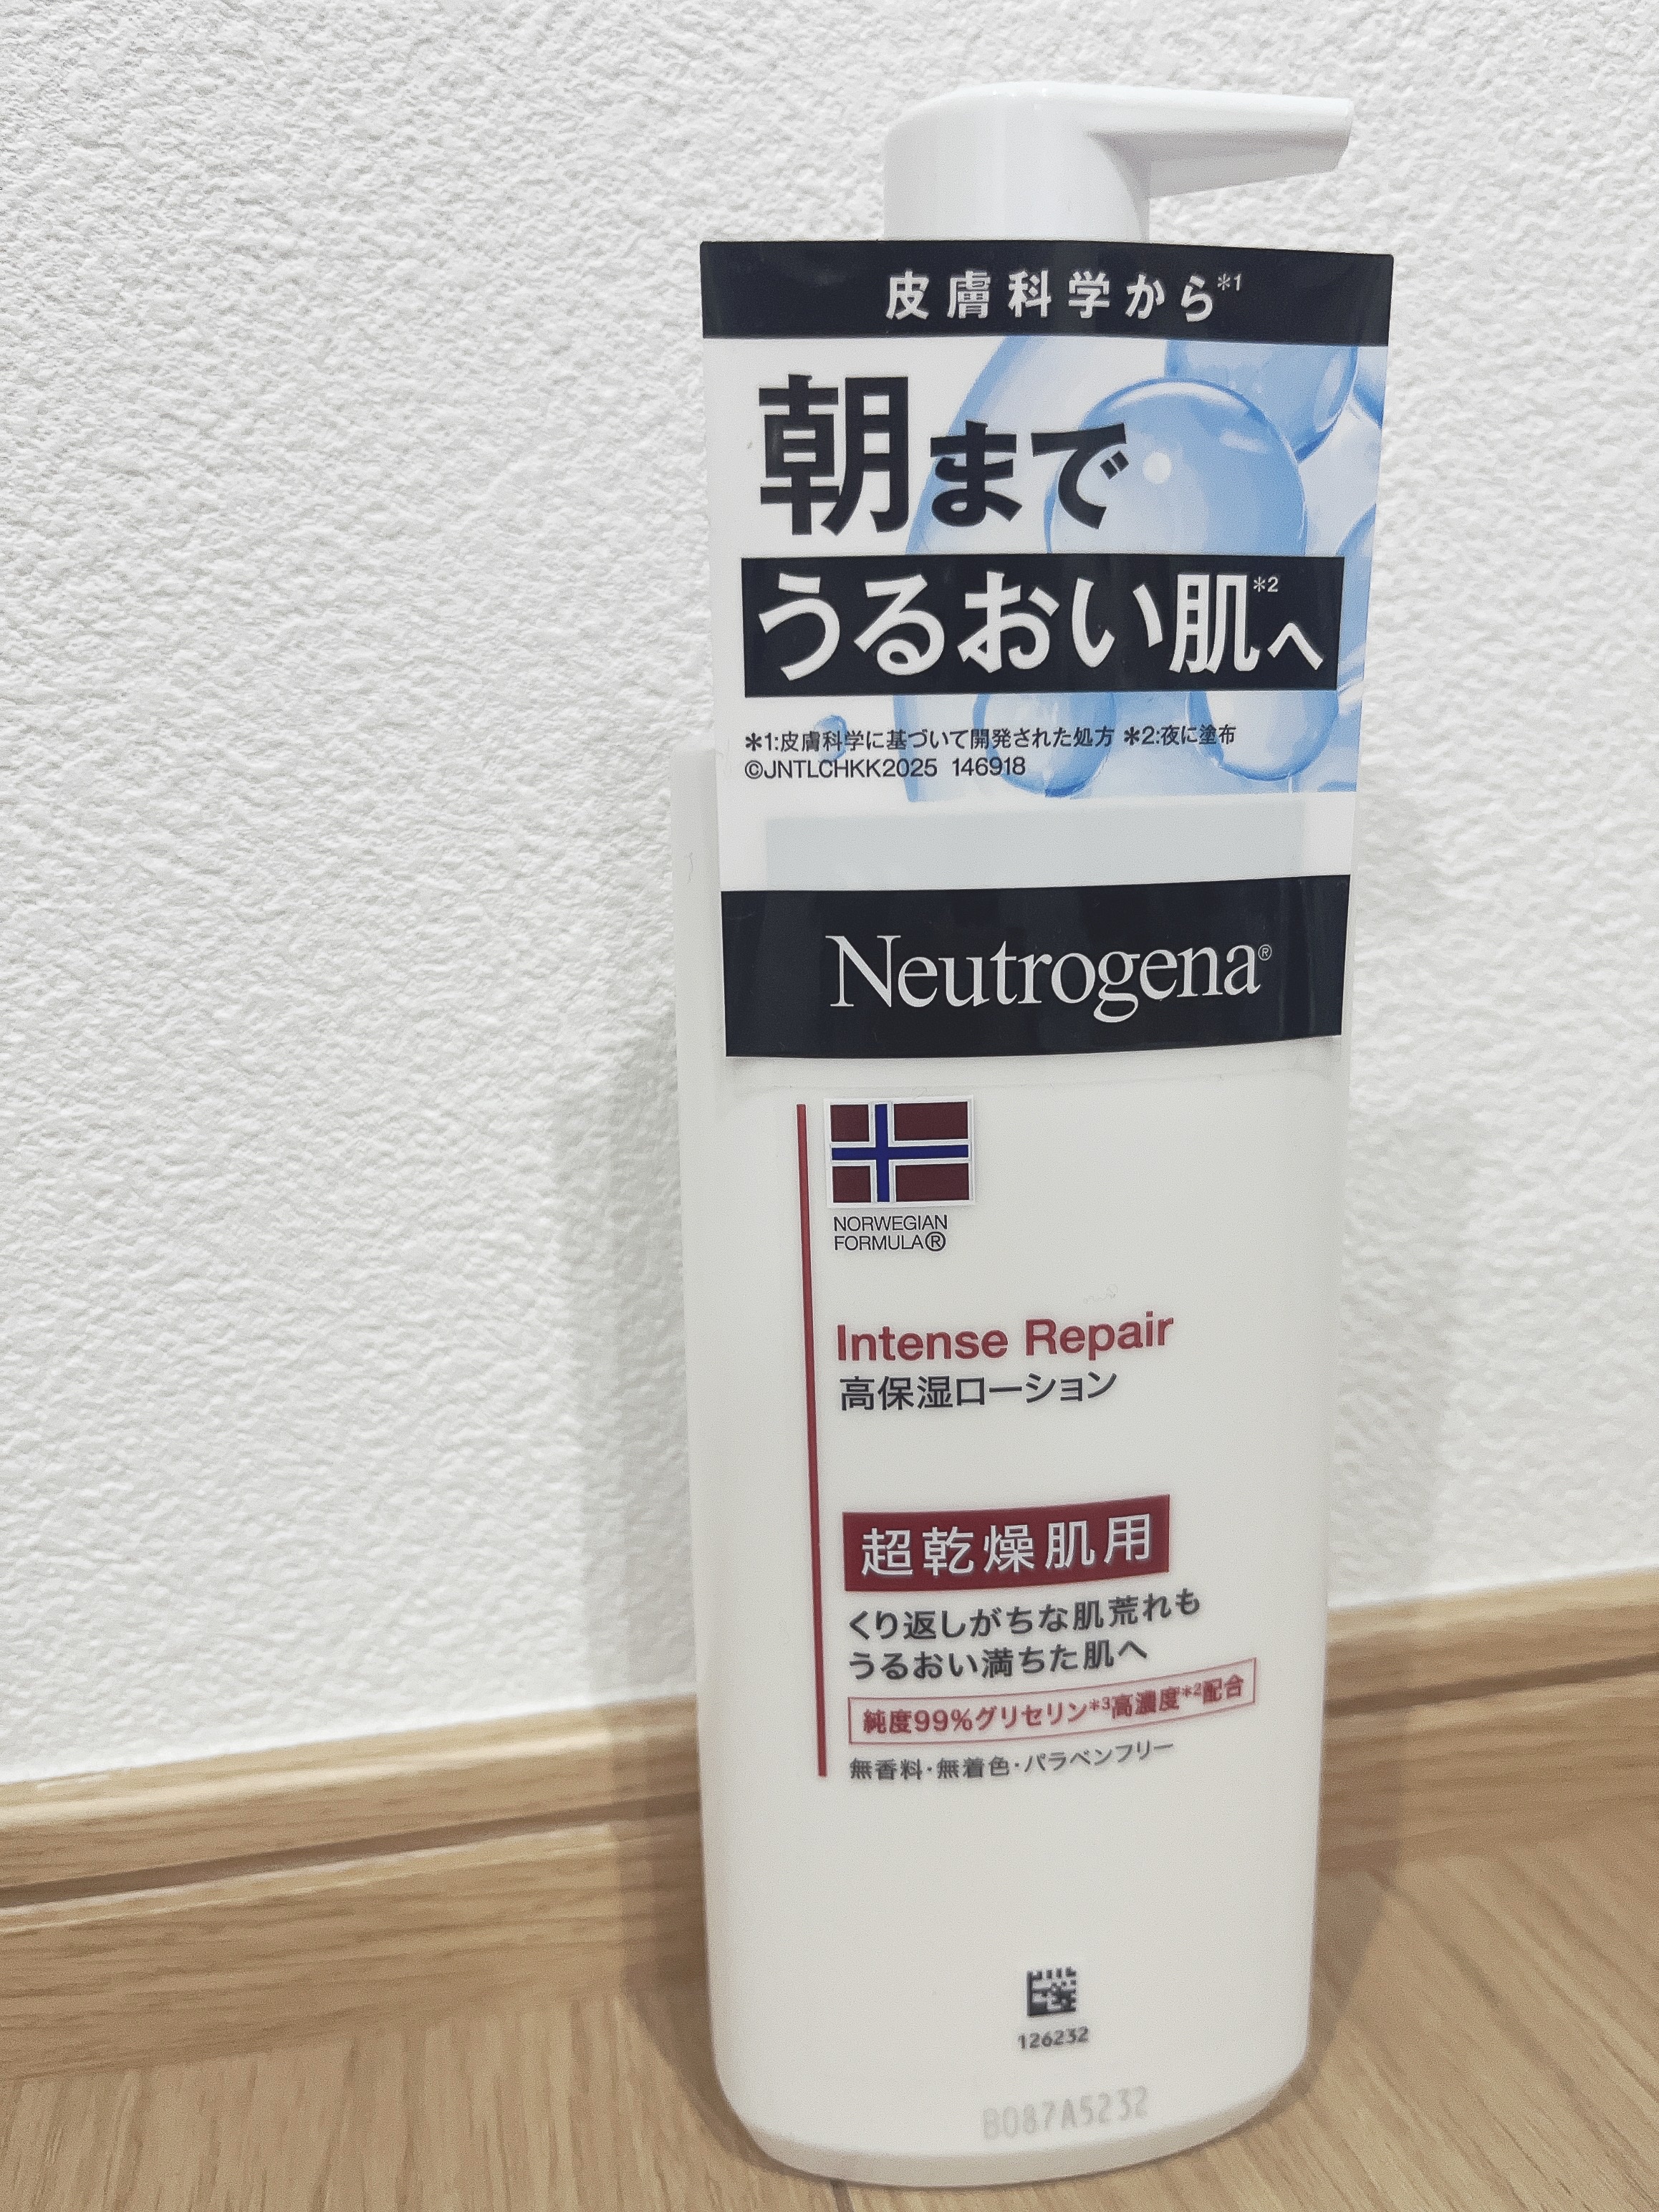 皮膚科学から*1
朝まで
うるおい肌*2へ
*1:皮膚科学に基づいて開発された処方 *2:夜に塗布
©JNTLCHKK2025 146918
Neutrogena®
NORWEGIAN
FORMULA®
Intense Repair
高保湿ローション
超乾燥肌用
くり返しがちな肌荒れも
うるおい満ちた肌へ
純度99%グリセリン*3高濃度*2配合
無香料・無着色・パラベンフリー
126232
B087A5232